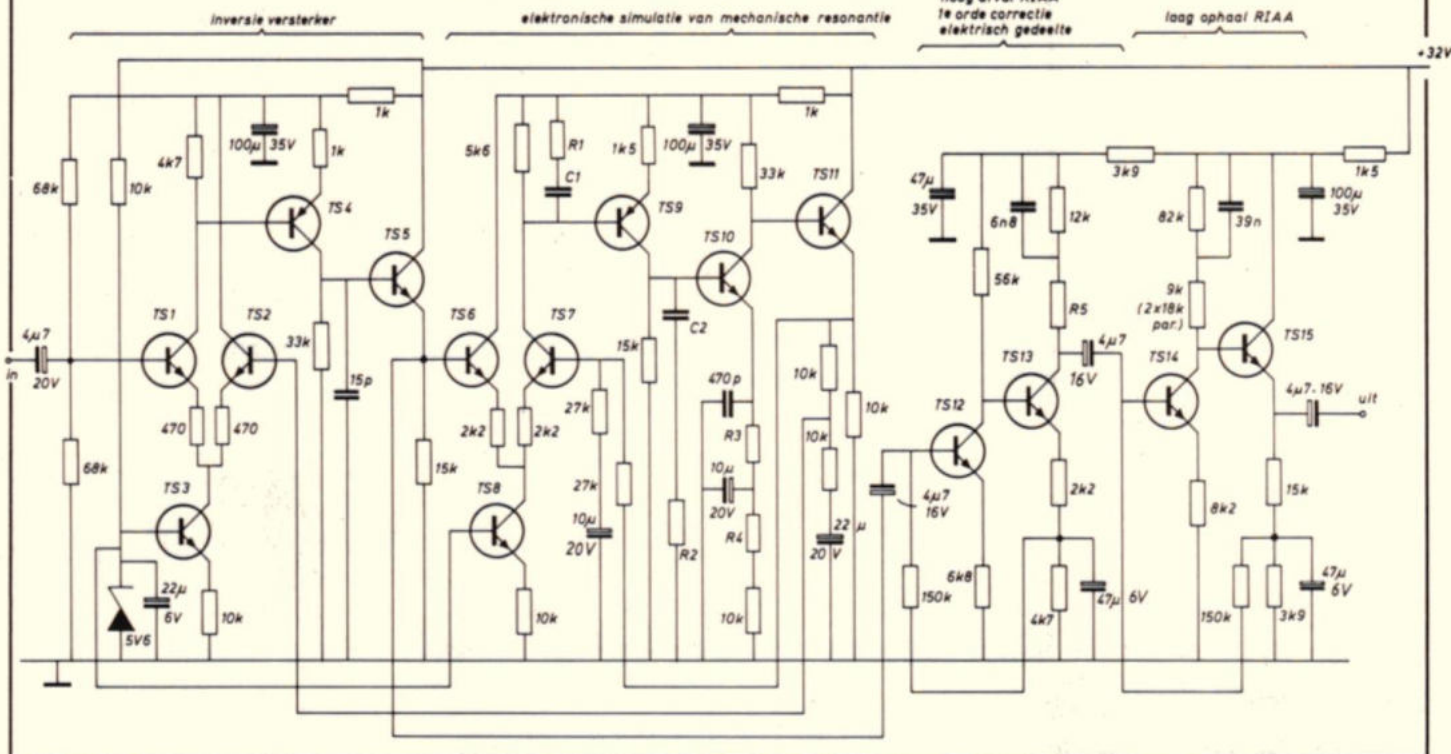 inversie versterker
elektronische simulatie van mechanische resonantie
1e orde correctie
elektrisch gedeelte
laag ophaal RIAA
+32V
1k
1k
4k7
100μ 35V
1k
5k6
R1
1k5
100μ 35V
33k
TS11
47μ
35V
3k9
1k5
68k
10k
TS4
C1
TS9
6n8
12k
82k
39n
100μ
35V
TS5
TS10
56k
9k
(2x18k
par.)
R5
TS1
TS2
TS6
TS7
C2
4μ7
TS13
16V
TS14
TS15
4μ7
20V
in
33k
15p
15k
470p
10k
10k
TS12
4μ7-16V
uit
470
470
2k2
2k2
27k
R3
10k
68k
15k
27k
10μ
20V
4μ7
16V
2k2
8k2
15k
TS3
TS8
10μ
20V
R2
R4
22μ
20V
22μ
6V
10k
10k
10k
150k
6k8
4k7
47μ 6V
150k
3k9
47μ
6V
5V6